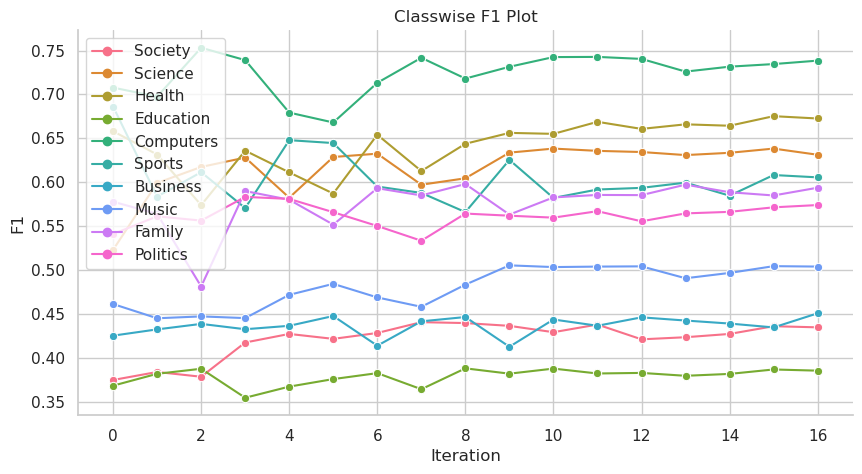 Classwise F1 Plot
Society
Science
Health
Education
Computers
Sports
Business
Music
Family
Politics
F1
0.75
0.70
0.65
0.60
0.55
0.50
0.45
0.40
0.35
0 2 4 6 8 10 12 14 16
Iteration